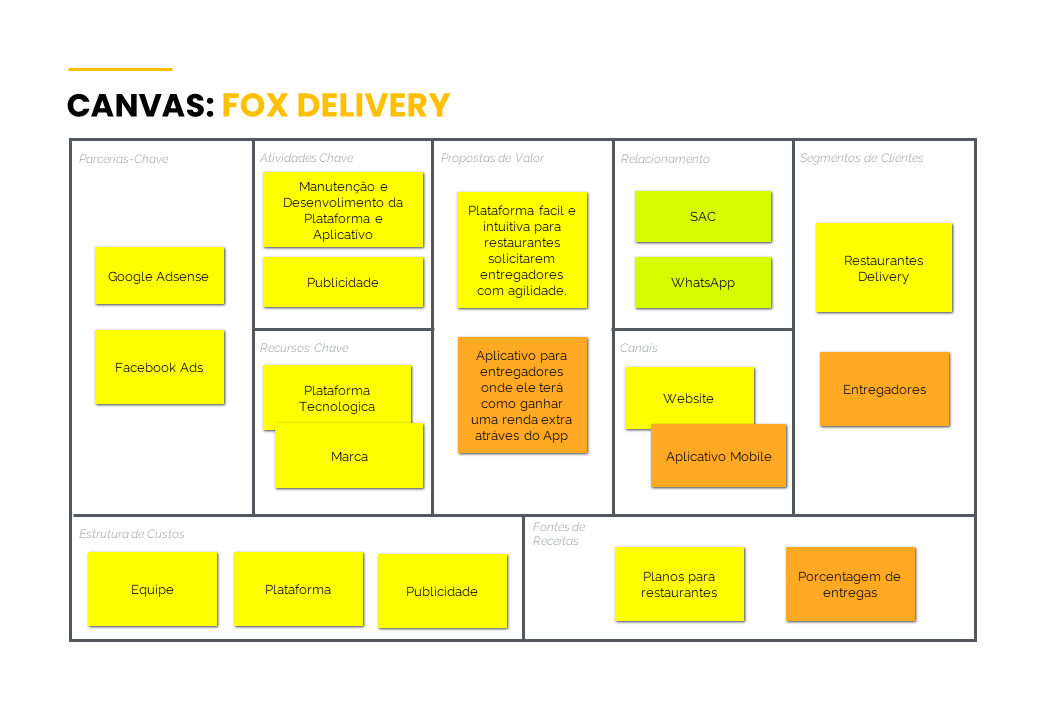 CANVAS: FOX DELIVERY
Parcerias-Chave
Google Adsense
Facebook Ads
Atividades Chave
Manutenção e
Desenvolimento da
Plataforma e
Aplicativo
Publicidade
Recursos Chave
Plataforma
Tecnologica
Marca
Propostas de Valor
Plataforma facil e
intuitiva para
restaurantes
solicitarem
entregadores
com agilidade.
Aplicativo para
entregadores
onde ele terá
como ganhar
uma renda extra
atráves do App
Relacionamento
SAC
WhatsApp
Canais
Website
Aplicativo Mobile
Segmentos de Clientes
Restaurantes
Delivery
Entregadores
Estrutura de Custos
Equipe
Plataforma
Publicidade
Fontes de
Receitas
Planos para
restaurantes
Porcentagem de
entregas